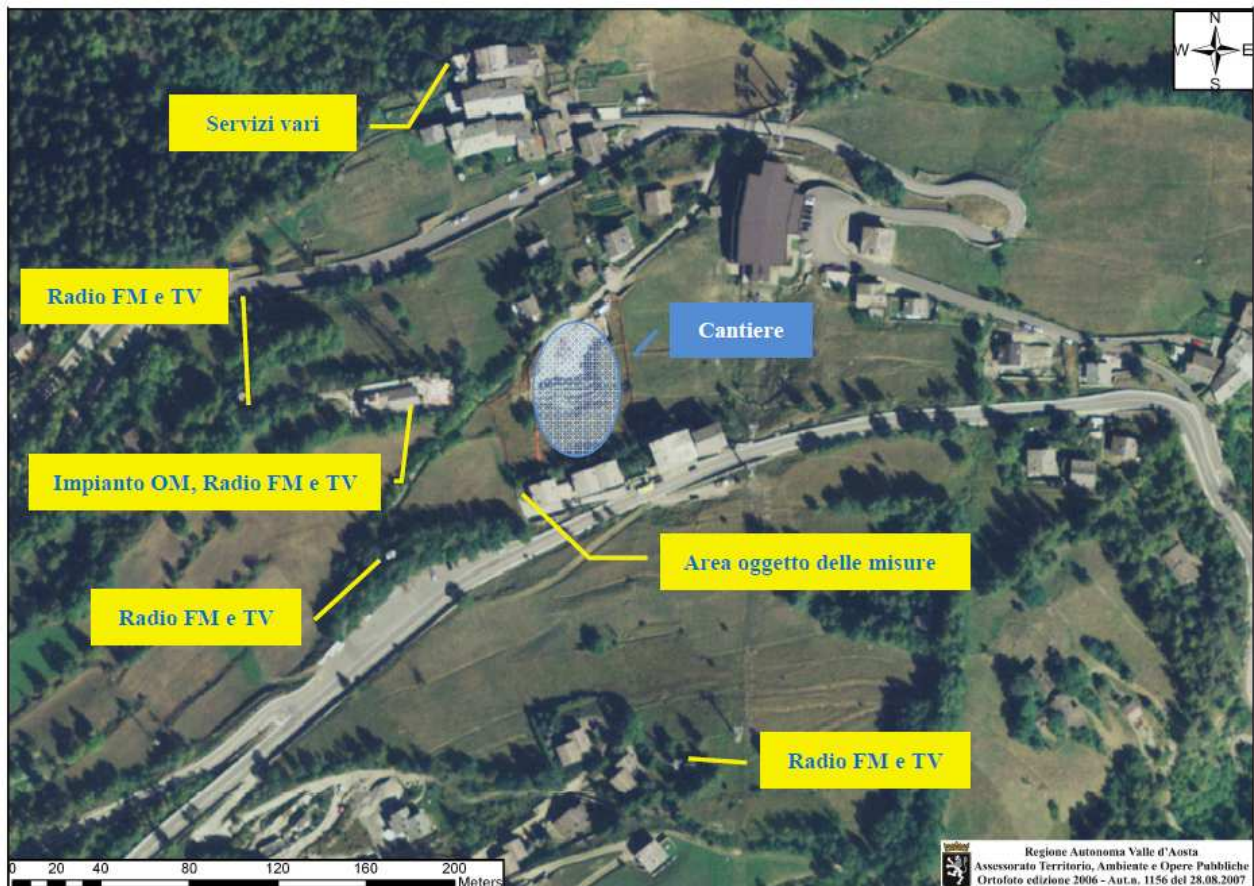 N
W E
S
Servizi vari
Radio FM e TV
Cantiere
Impianto OM, Radio FM e TV
Area oggetto delle misure
Radio FM e TV
Radio FM e TV
0 20 40 80 120 160 200
Meters
Regione Autonoma Valle d'Aosta
Assessorato Territorio, Ambiente e Opere Pubbliche
Ortofoto edizione 2006 - Aut.n. 1156 del 28.08.2007